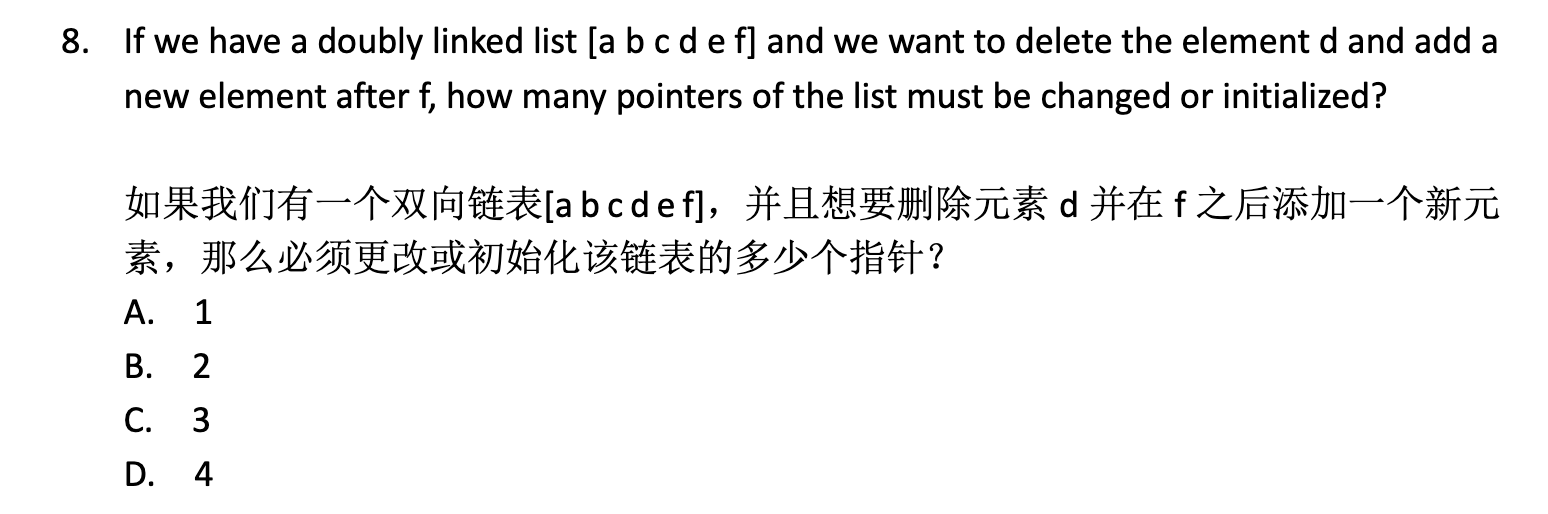 8. If we have a doubly linked list [a b c d e f] and we want to delete the element d and add a
new element after f, how many pointers of the list must be changed or initialized?
如果我们有一个双向链表[a b c d e f]，并且想要删除元素 d 并在 f 之后添加一个新元
素，那么必须更改或初始化该链表的多少个指针？
A. 1
B. 2
C. 3
D. 4